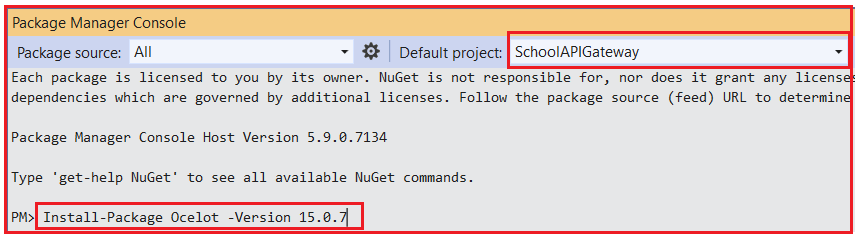 Package Manager Console
Package source: All Default project: SchoolAPIGateway
Each package is licensed to you by its owner. NuGet is not responsible for, nor does it grant any licenses
dependencies which are governed by additional licenses. Follow the package source (feed) URL to determine
Package Manager Console Host Version 5.9.0.7134
Type 'get-help NuGet' to see all available NuGet commands.
PM> Install-Package Ocelot -Version 15.0.7